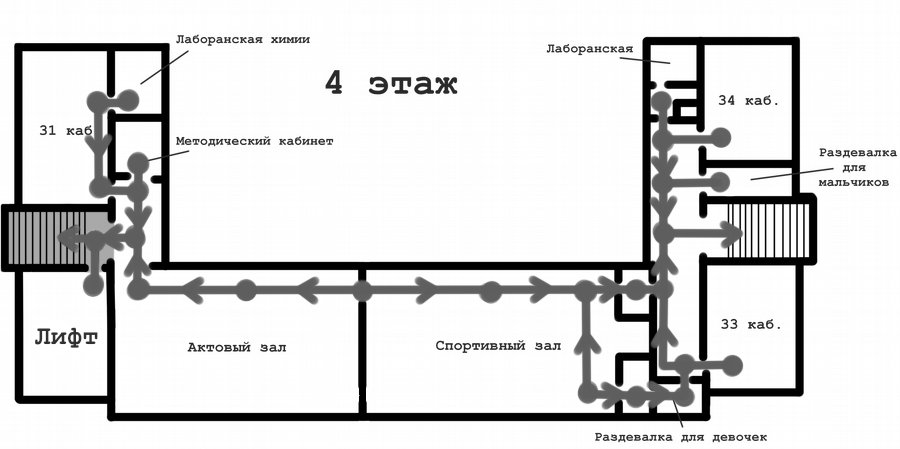 Лаборанская химии
Лаборанская
4 этаж
34 каб.
31 каб
Методический кабинет
Раздевалка
для
мальчиков
Лифт
Актовый зал
Спортивный зал
33 каб.
Раздевалка для девочек